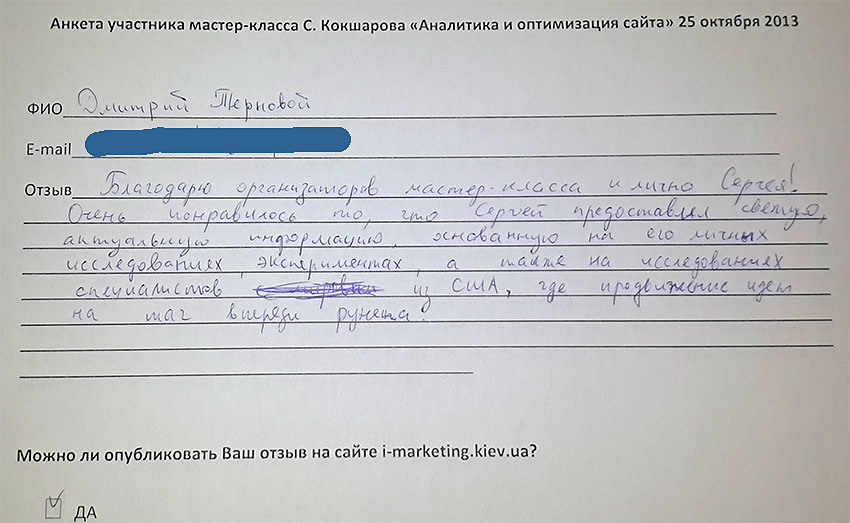 Анкета участника мастер-класса С. Кокшарова «Аналитика и оптимизация сайта» 25 октября 2013
ФИО Дмитрий Терновой
E-mail
Отзыв Благодарю организаторов мастер-класса и лично Сергея!
Очень понравилось то, что Сергей предоставлял свежую,
актуальную информацию, основанную на его личных
исследованиях, экспериментах, а также на исследованиях
специалистов из США, где продвижение идет
на шаг впереди рунета!
Можно ли опубликовать Ваш отзыв на сайте i-marketing.kiev.ua?
ДА